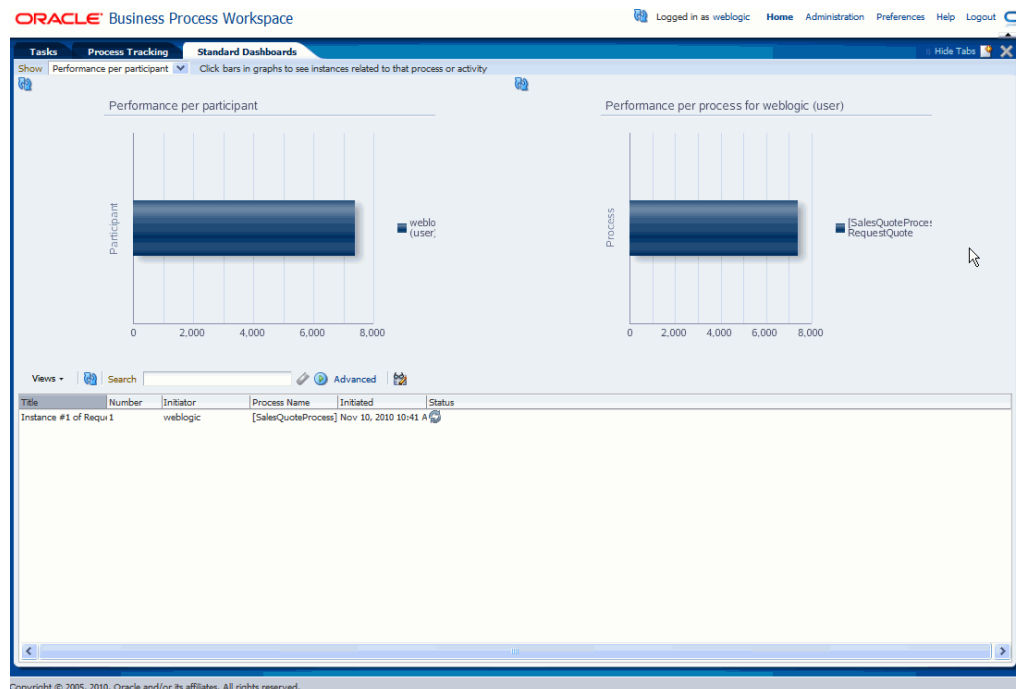 ORACLE Business Process Workspace
Logged in as weblogic Home Administration Preferences Help Logout
Tasks Process Tracking Standard Dashboards Hide Tabs
Show Performance per participant Click bars in graphs to see instances related to that process or activity
Performance per participant
Participant
weblo
(user)
0 2,000 4,000 6,000 8,000
Performance per process for weblogic (user)
Process
[SalesQuoteProces
RequestQuote
0 2,000 4,000 6,000 8,000
Views Search Advanced
Title Number Initiator Process Name Initiated Status
Instance #1 of Reque 1 weblogic [SalesQuoteProcess] Nov 10, 2010 10:41 A
Copyright © 2005, 2010, Oracle and/or its affiliates. All rights reserved.